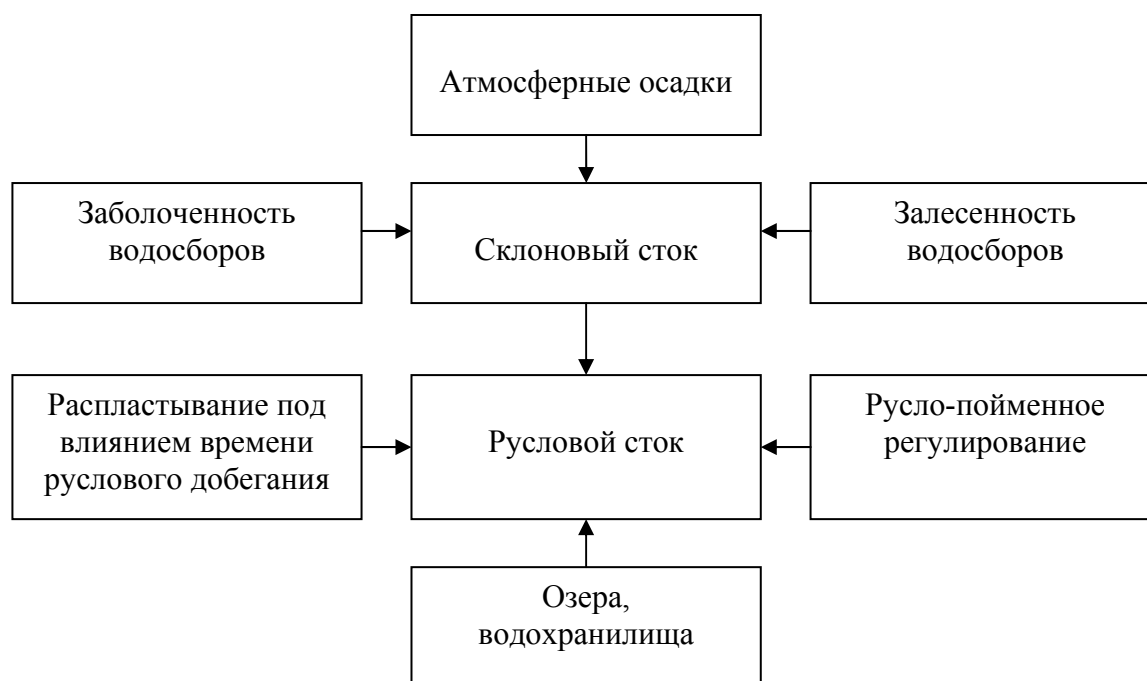 Атмосферные осадки
Заболоченность
водосборов
Склоновый сток
Залесенность
водосборов
Распластывание под
влиянием времени
руслового добегания
Русловой сток
Русло-пойменное
регулирование
Озера,
водохранилища